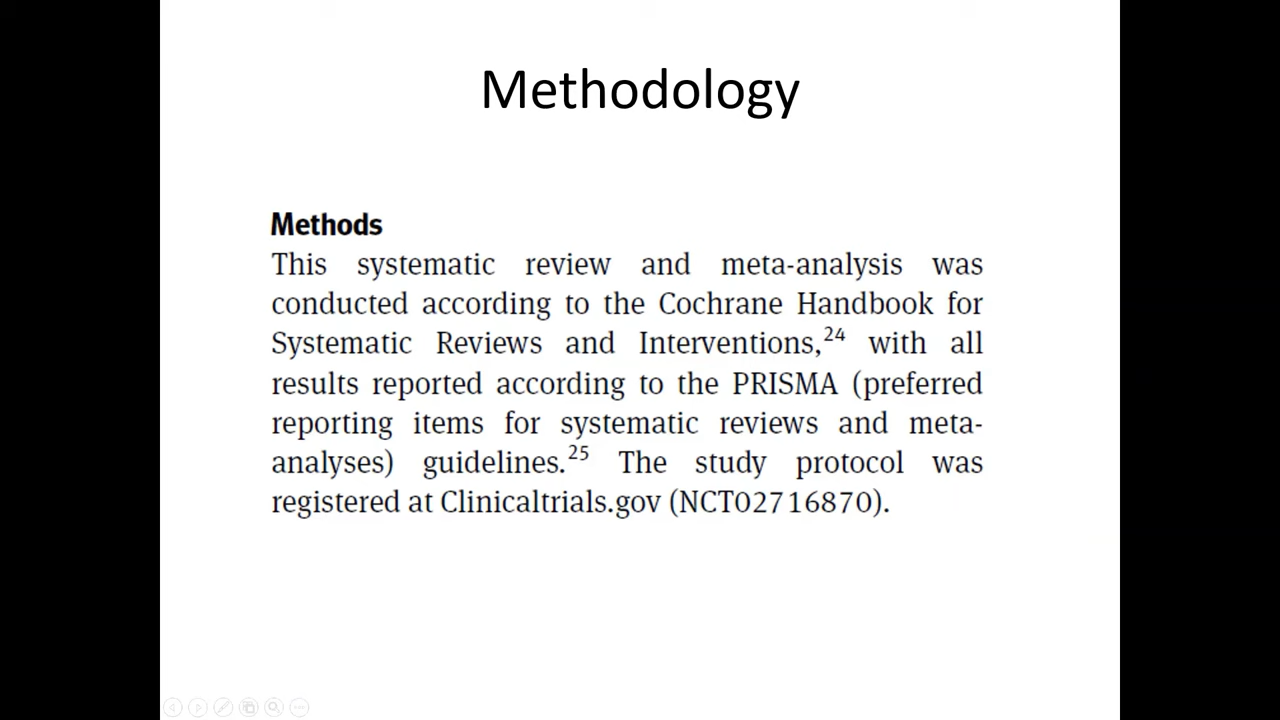 Methodology
Methods
This systematic review and meta-analysis was
conducted according to the Cochrane Handbook for
Systematic Reviews and Interventions,24 with all
results reported according to the PRISMA (preferred
reporting items for systematic reviews and meta-
analyses) guidelines.25 The study protocol was
registered at Clinicaltrials.gov (NCT02716870).